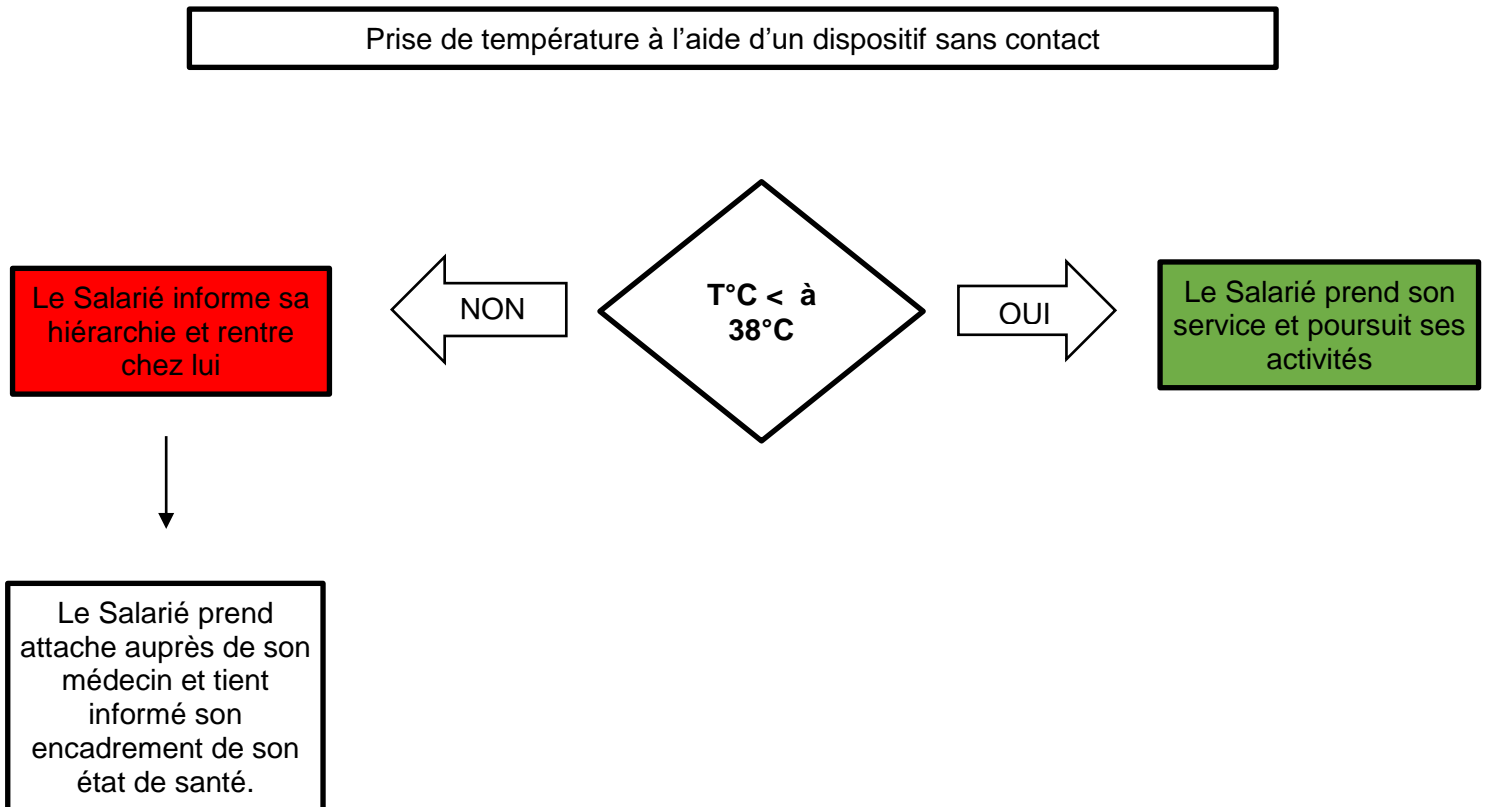 Prise de température à l’aide d’un dispositif sans contact
Le Salarié informe sa
hiérarchie et rentre
chez lui
NON
T°C < à
38°C
OUI
Le Salarié prend son
service et poursuit ses
activités
Le Salarié prend
attache auprès de son
médecin et tient
informé son
encadrement de son
état de santé.